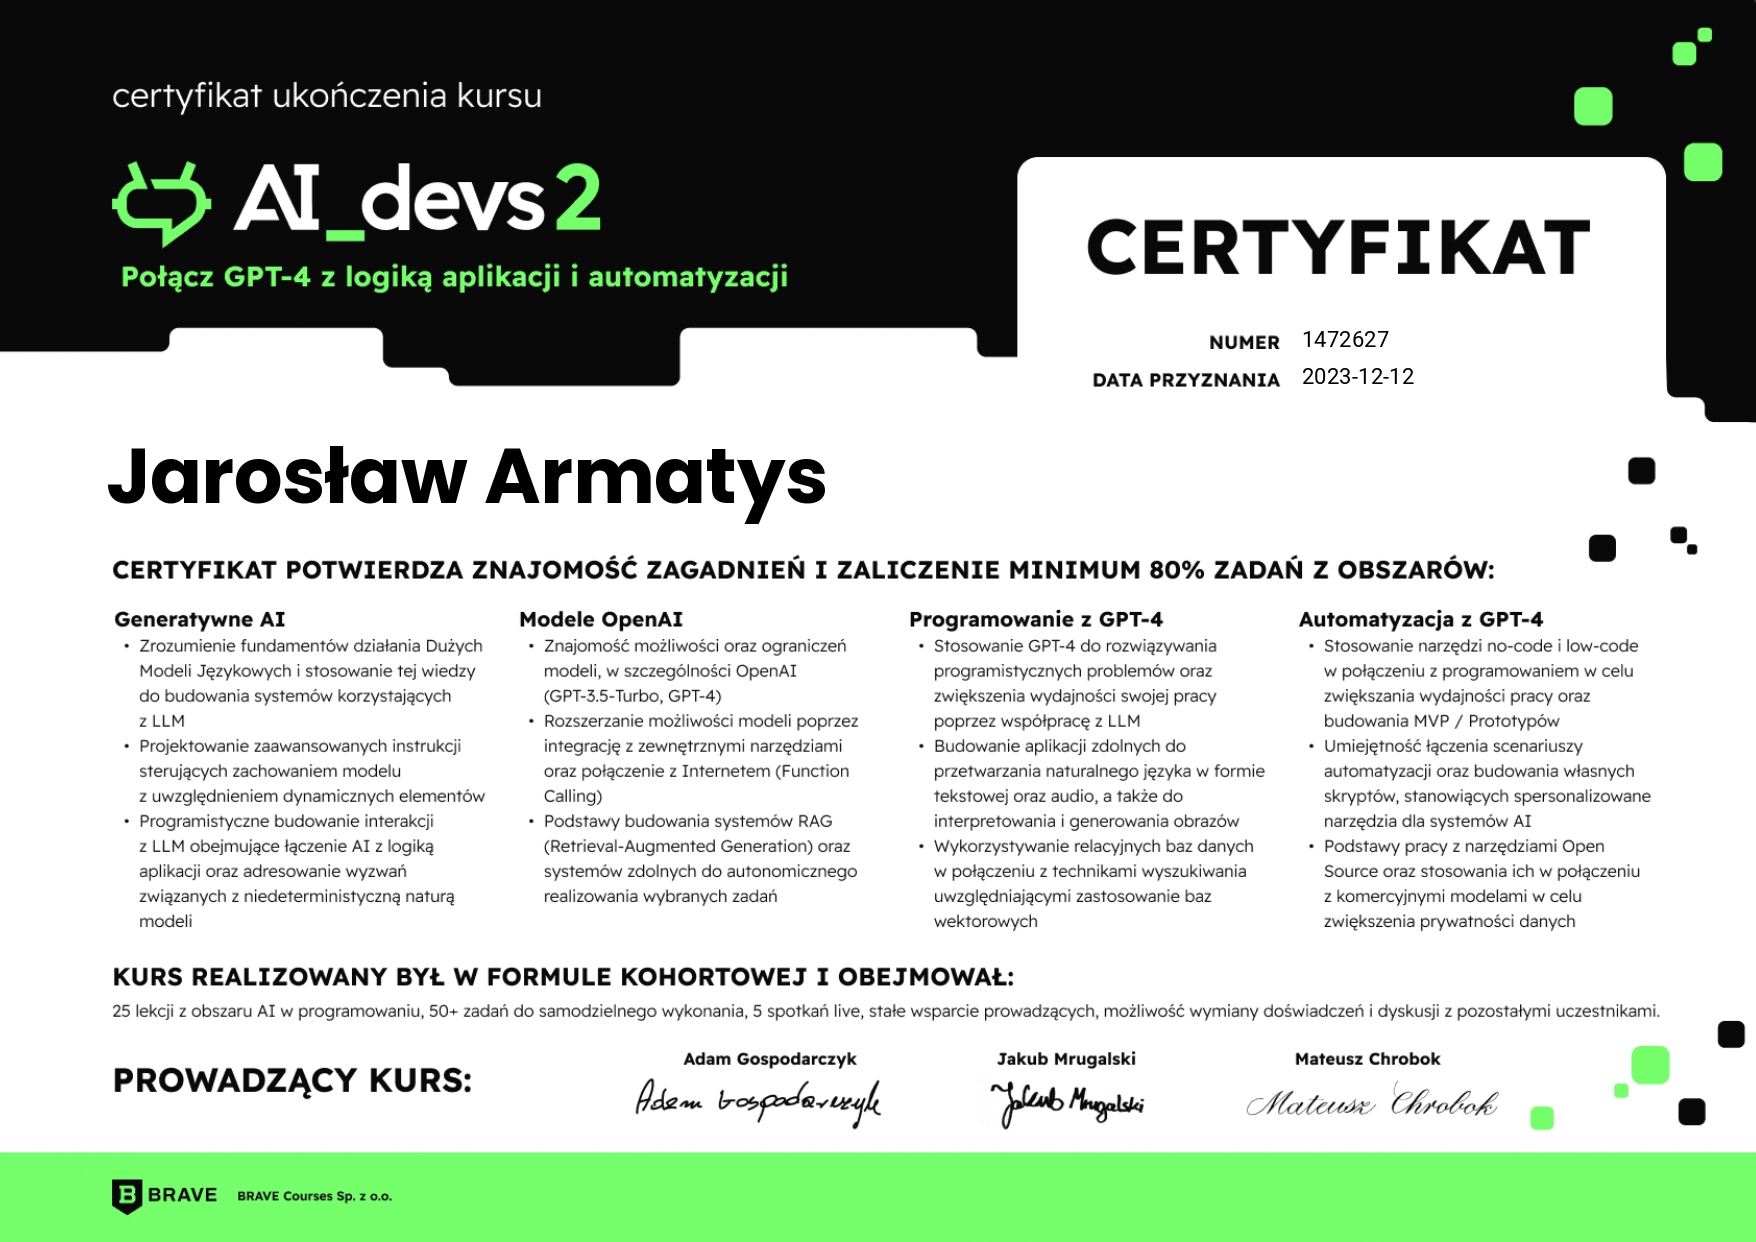 certyfikat ukończenia kursu
AI_devs 2
Połącz GPT-4 z logiką aplikacji i automatyzacji
CERTYFIKAT
NUMER 1472627
DATA PRZYZNANIA 2023-12-12
Jarosław Armatys
CERTYFIKAT POTWIERDZA ZNAJOMOŚĆ ZAGADNIEŃ I ZALICZENIE MINIMUM 80% ZADAŃ Z OBSZARÓW:
Generatywne AI
• Zrozumienie fundamentów działania Dużych
Modeli Językowych i stosowanie tej wiedzy
do budowania systemów korzystających
z LLM
• Projektowanie zaawansowanych instrukcji
sterujących zachowaniem modelu
z uwzględnieniem dynamicznych elementów
• Programistyczne budowanie interakcji
z LLM obejmujące łączenie AI z logiką
aplikacji oraz adresowanie wyzwań
związanych z niedeterministyczną naturą
modeli
Modele OpenAI
• Znajomość możliwości oraz ograniczeń
modeli, w szczególności OpenAI
(GPT-3.5-Turbo, GPT-4)
• Rozszerzanie możliwości modeli poprzez
integrację z zewnętrznymi narzędziami
oraz połączenie z Internetem (Function
Calling)
• Podstawy budowania systemów RAG
(Retrieval-Augmented Generation) oraz
systemów zdolnych do autonomicznego
realizowania wybranych zadań
Programowanie z GPT-4
• Stosowanie GPT-4 do rozwiązywania
programistycznych problemów oraz
zwiększenia wydajności swojej pracy
poprzez współpracę z LLM
• Budowanie aplikacji zdolnych do
przetwarzania naturalnego języka w formie
tekstowej oraz audio, a także do
interpretowania i generowania obrazów
• Wykorzystywanie relacyjnych baz danych
w połączeniu z technikami wyszukiwania
uwzględniającymi zastosowanie baz
wektorowych
Automatyzacja z GPT-4
• Stosowanie narzędzi no-code i low-code
w połączeniu z programowaniem w celu
zwiększania wydajności pracy oraz
budowania MVP / Prototypów
• Umiejętność łączenia scenariuszy
automatyzacji oraz budowania własnych
skryptów, stanowiących spersonalizowane
narzędzia dla systemów AI
• Podstawy pracy z narzędziami Open
Source oraz stosowania ich w połączeniu
z komercyjnymi modelami w celu
zwiększenia prywatności danych
KURS REALIZOWANY BYŁ W FORMULE KOHORTOWEJ I OBEJMOWAŁ:
25 lekcji z obszaru AI w programowaniu, 50+ zadań do samodzielnego wykonania, 5 spotkań live, stałe wsparcie prowadzących, możliwość wymiany doświadczeń i dyskusji z pozostałymi uczestnikami.
PROWADZĄCY KURS:
Adam Gospodarczyk
Adam Gospodarczyk
Jakub Mrugalski
Jakub Mrugalski
Mateusz Chrobok
Mateusz Chrobok
B BRAVE BRAVE Courses Sp. z o.o.